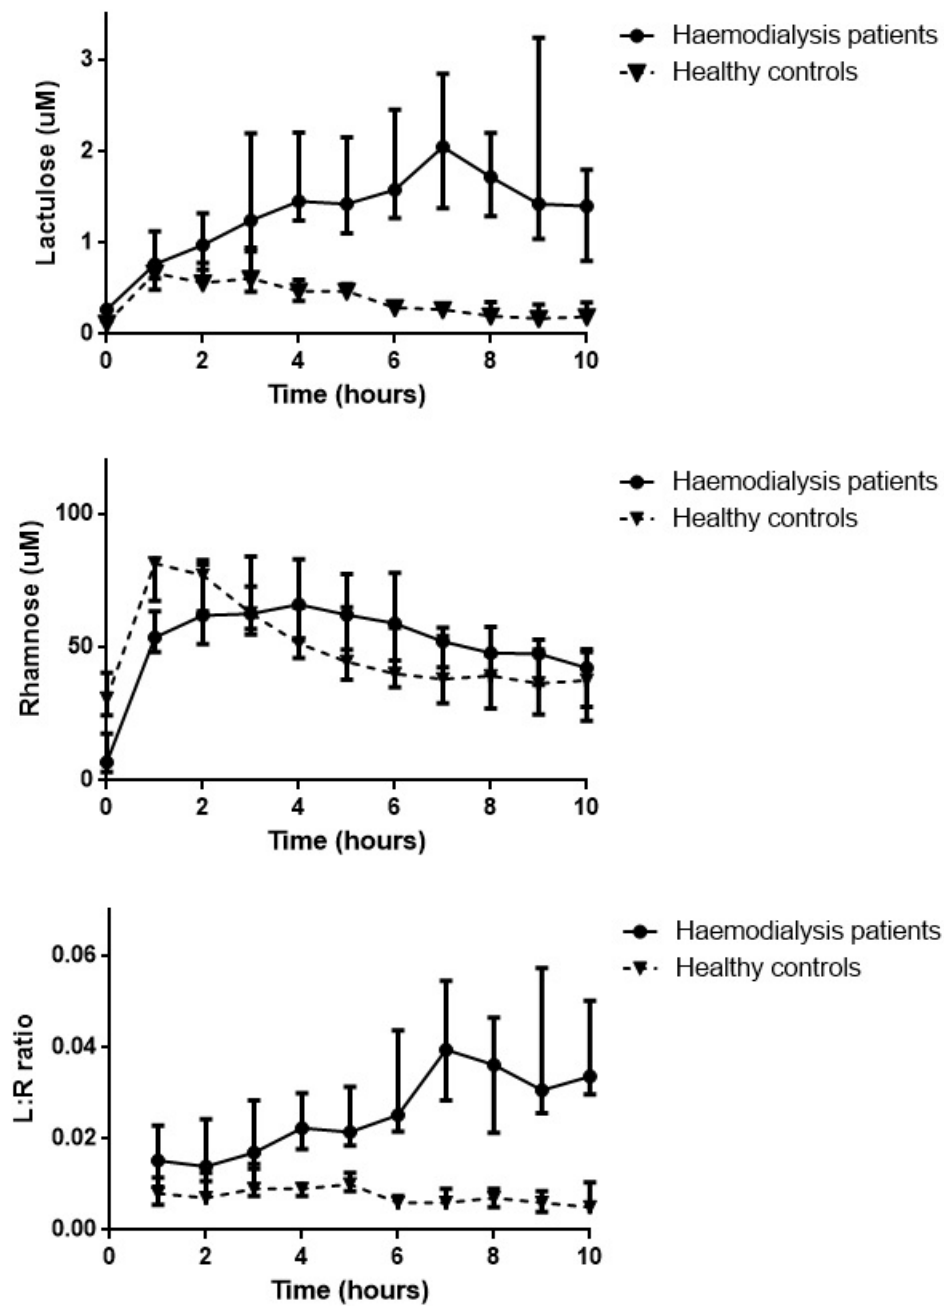 Haemodialysis patients
Healthy controls
Lactulose (uM)
3
2
1
0
0 2 4 6 8 10
Time (hours)
Haemodialysis patients
Healthy controls
Rhamnose (uM)
100
50
0
0 2 4 6 8 10
Time (hours)
Haemodialysis patients
Healthy controls
L:R ratio
0.06
0.04
0.02
0.00
0 2 4 6 8 10
Time (hours)